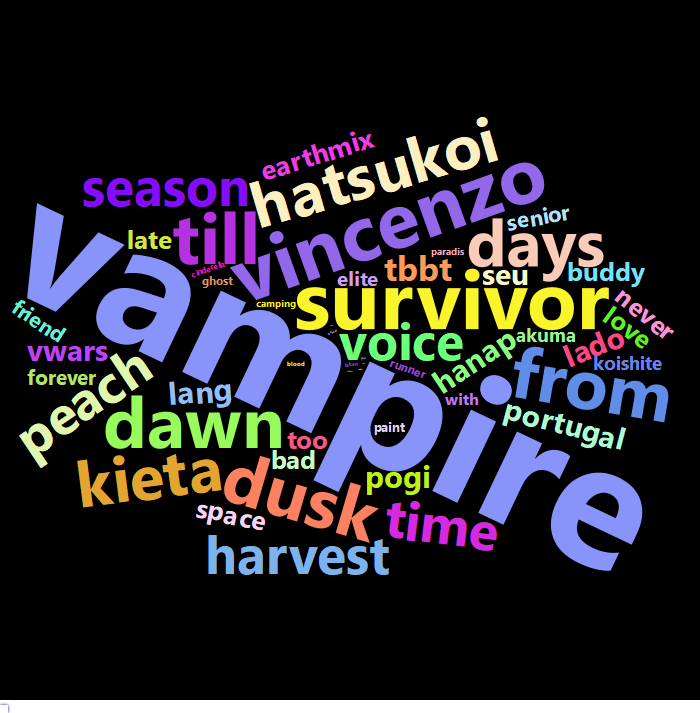 earthmix
hatsukoi
season
vincenzo
senior
till
late
days
paradis
tbbt
seu
buddy
cinderella
ghost
elite
camping
survivor
never
love
friend
vampire
voice
akuma
lado
vwars
hanap
koishite
blood
runner
forever
peach
lang
from
with
portugal
dawn
paint
too
bad
kieta
dusk
pogi
space
time
harvest